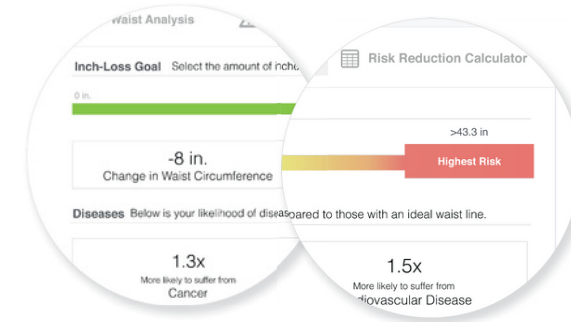 Waist Analysis
Inch-Loss Goal Select the amount of inche
0 in.
-8 in.
Change in Waist Circumference
Diseases Below is your likelihood of diseas
1.3x
More likely to suffer from
Cancer
Risk Reduction Calculator
>43.3 in
Highest Risk
pared to those with an ideal waist line.
1.5x
More likely to suffer from
diovascular Disease